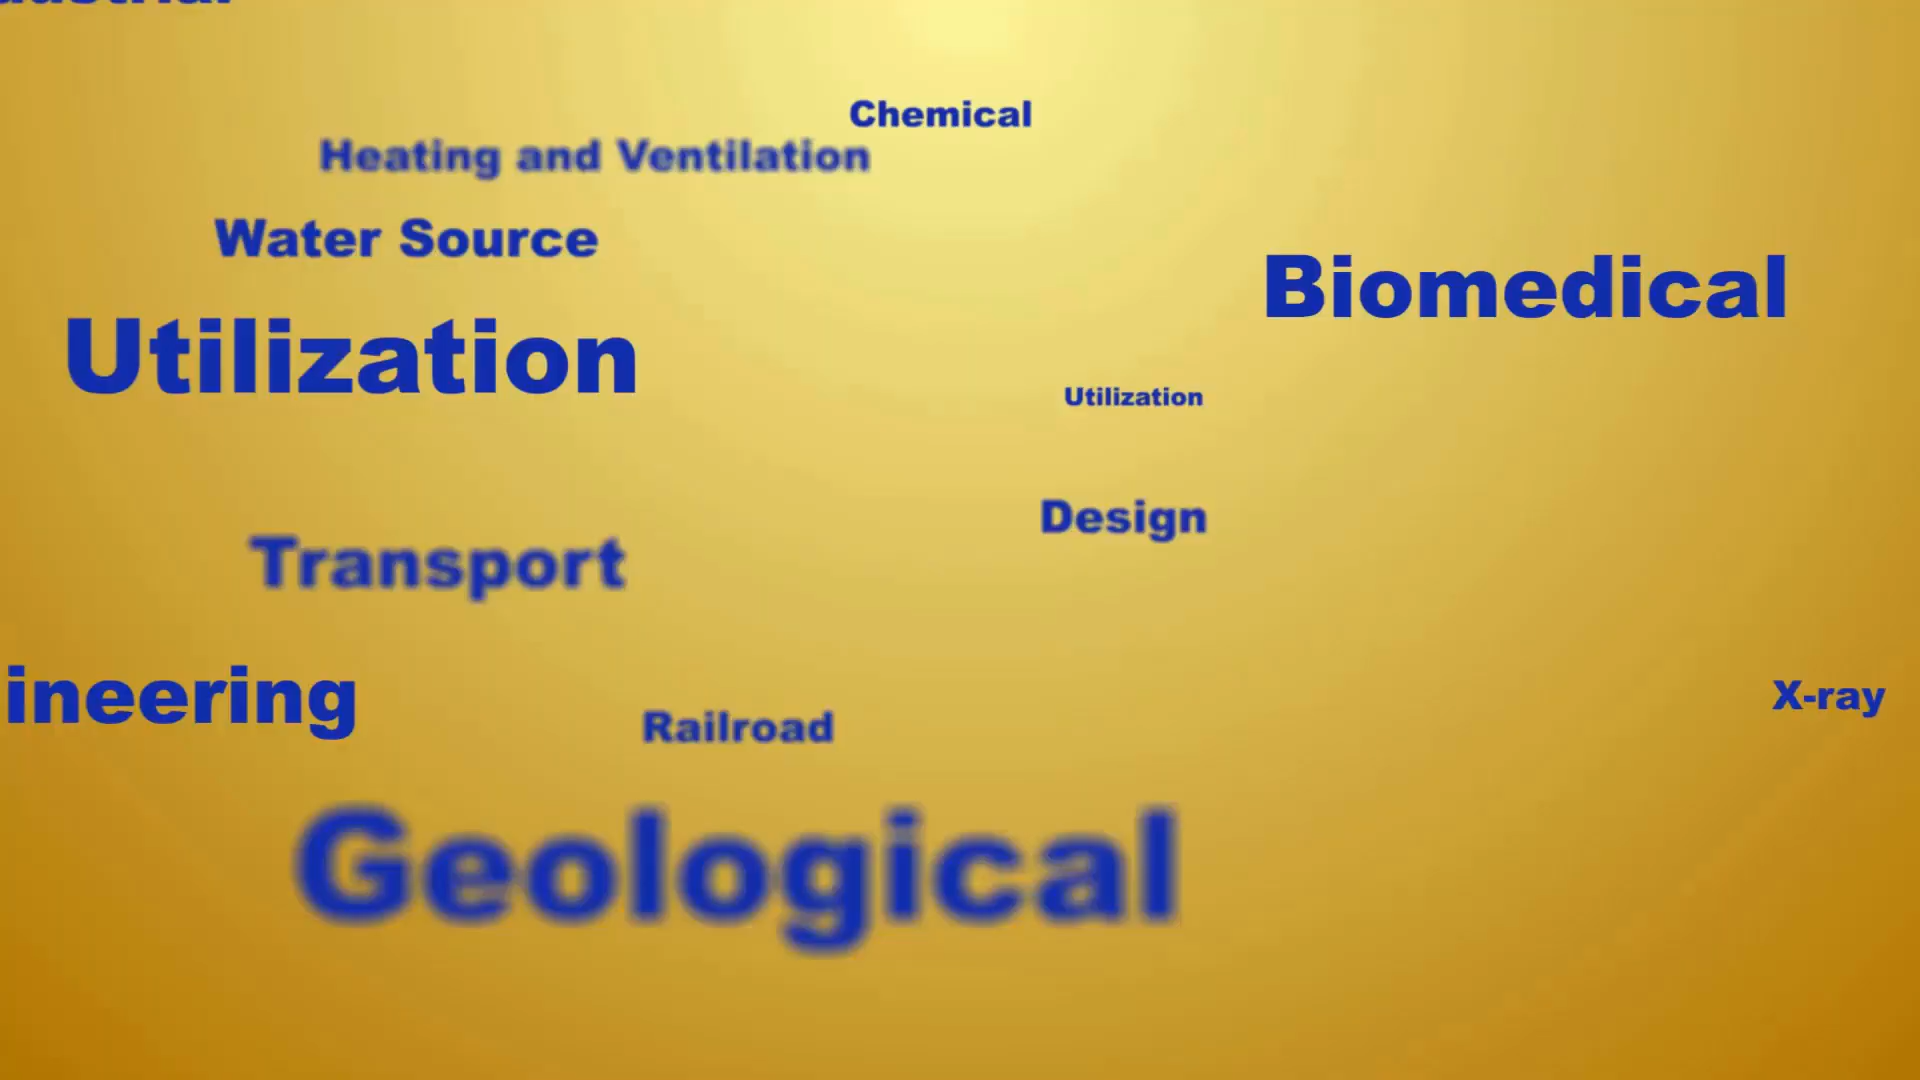 Chemical
Heating and Ventilation
Water Source
Biomedical
Utilization
Utilization
Design
Transport
ineering
X-ray
Railroad
Geological